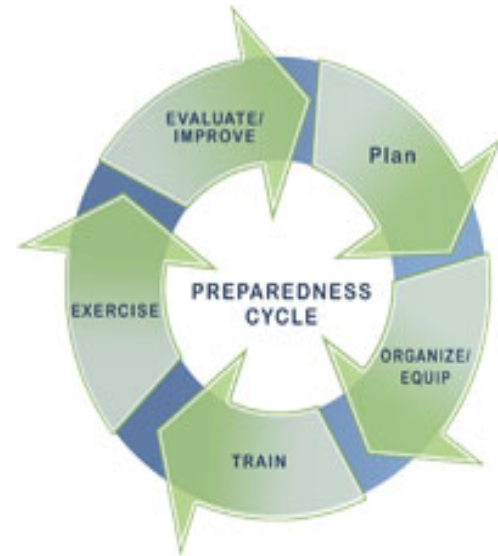 EVALUATE/
IMPROVE
Plan
PREPAREDNESS
CYCLE
ORGANIZE/
EQUIP
TRAIN
EXERCISE